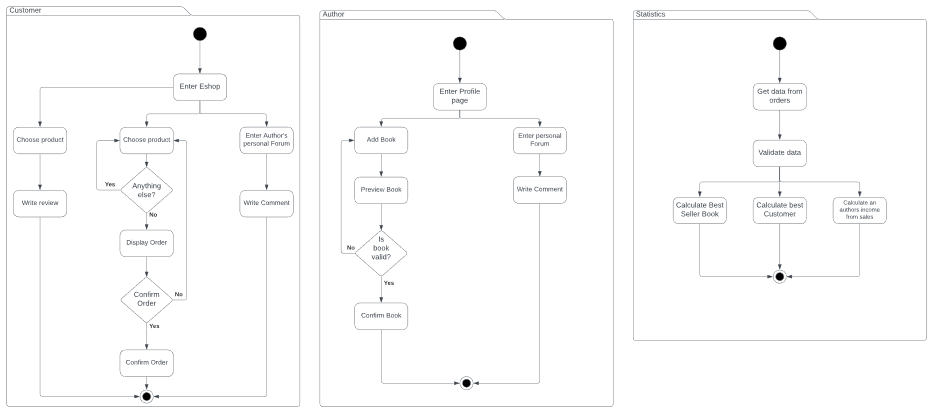 Customer
Enter Eshop
Choose product
Choose product
Enter Author's
personal Forum
Yes
Anything
else?
No
Write review
Write Comment
Display Order
Confirm
Order
No
Yes
Confirm Order
Author
Enter Profile
page
Add Book
Enter personal
Forum
Preview Book
Write Comment
Is
book
valid?
No
Yes
Confirm Book
Statistics
Get data from
orders
Validate data
Calculate Best
Seller Book
Calculate best
Customer
Calculate an
authors income
from sales